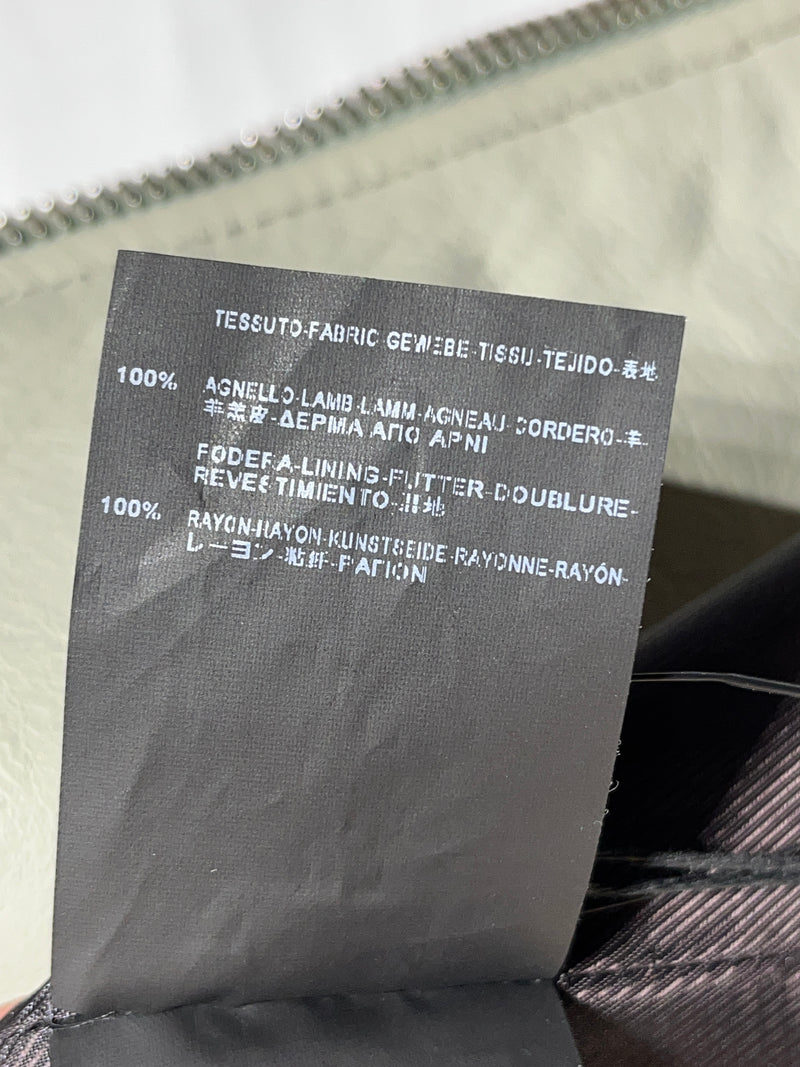 TESSUTO-FABRIC GEWEBE-TISSU-TEJIDO-表地
100% AGNELLO-LAMB-LAMM-AGNEAU-CORDERO-羊-
羊羔皮-ΔΕΡΜΑ ΑΠΟ ΑΡΝΙ
FODERA-LINING-FUTTER-DOUBLURE-
REVESTIMIENTO-裏地
100% RAYON-RAYON-KUNSTSEIDE-RAYONNE-RAYÓN-
レーヨン-粘纤-ΡΑΓΙΟΝ